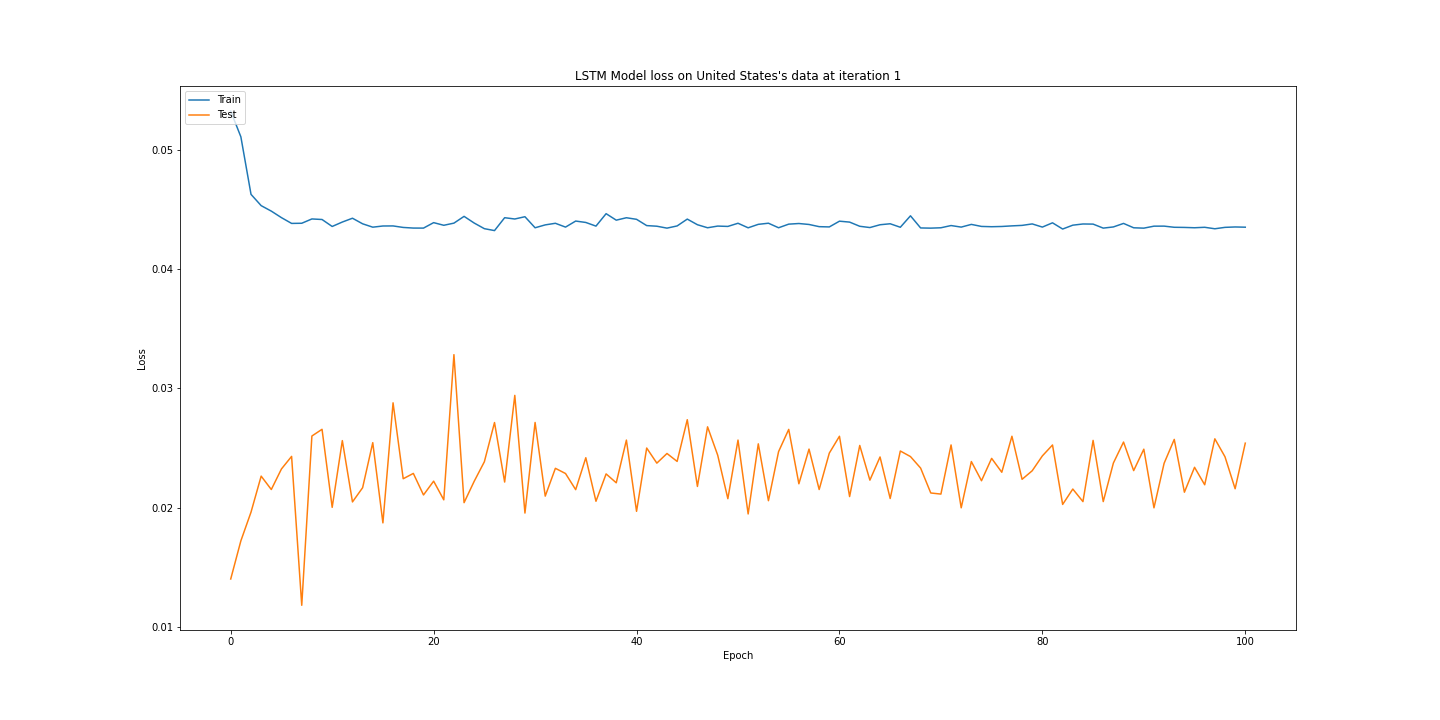 LSTM Model loss on United States's data at iteration 1
Train
Test
0.05
0.04
0.03
0.02
0.01
Loss
0 20 40 60 80 100
Epoch